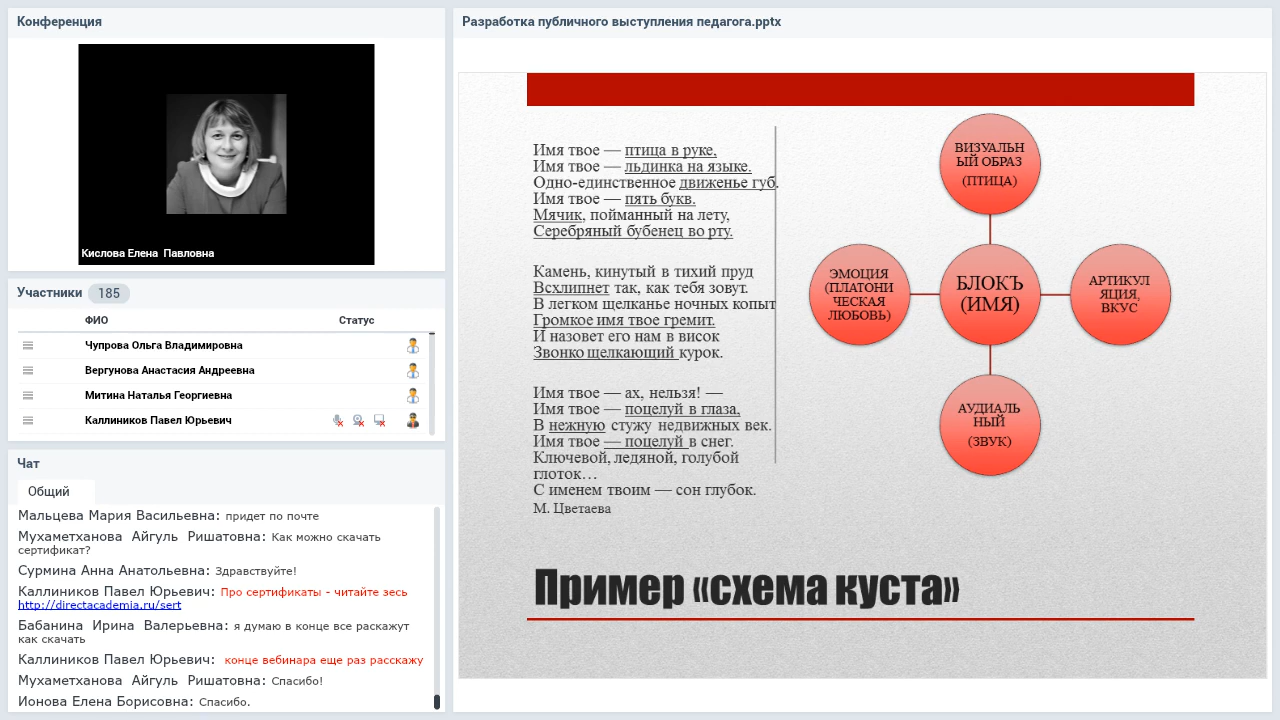 Конференция
Кислова Елена  Павловна
Участники 185
ФИО Статус
Чупрова Ольга Владимировна
Вергунова Анастасия Андреевна
Митина Наталья Георгиевна
Каллиников Павел Юрьевич
Чат
Общий
Мальцева Мария Васильевна: придет по почте
Мухаметханова  Айгуль  Ришатовна: Как можно скачать
сертификат?
Сурмина Анна Анатольевна: Здравствуйте!
Каллиников Павел Юрьевич: Про сертификаты - читайте зесь
http://directacademia.ru/sert
Бабанина  Ирина  Валерьевна: я думаю в конце все раскажут
как скачать
Каллиников Павел Юрьевич:  конце вебинара еще раз расскажу
Мухаметханова  Айгуль  Ришатовна: Спасибо!
Ионова Елена Борисовна: Спасибо.
Разработка публичного выступления педагога.pptx
Имя твое — птица в руке,
Имя твое — льдинка на языке.
Одно-единственное движенье губ.
Имя твое — пять букв.
Мячик, пойманный на лету,
Серебряный бубенец во рту.
Камень, кинутый в тихий пруд
Всхлипнет так, как тебя зовут.
В легком щелканье ночных копыт
Громкое имя твое гремит.
И назовет его нам в висок
Звонко щелкающий курок.
Имя твое — ах, нельзя! —
Имя твое — поцелуй в глаза,
В нежную стужу недвижных век.
Имя твое — поцелуй в снег.
Ключевой, ледяной, голубой
глоток…
С именем твоим — сон глубок.
М. Цветаева
ВИЗУАЛЬН
ЫЙ ОБРАЗ
(ПТИЦА)
ЭМОЦИЯ
(ПЛАТОНИ
ЧЕСКАЯ
ЛЮБОВЬ)
БЛОКЪ
(ИМЯ)
АРТИКУЛ
ЯЦИЯ,
ВКУС
АУДИАЛЬ
НЫЙ
(ЗВУК)
Пример «схема куста»